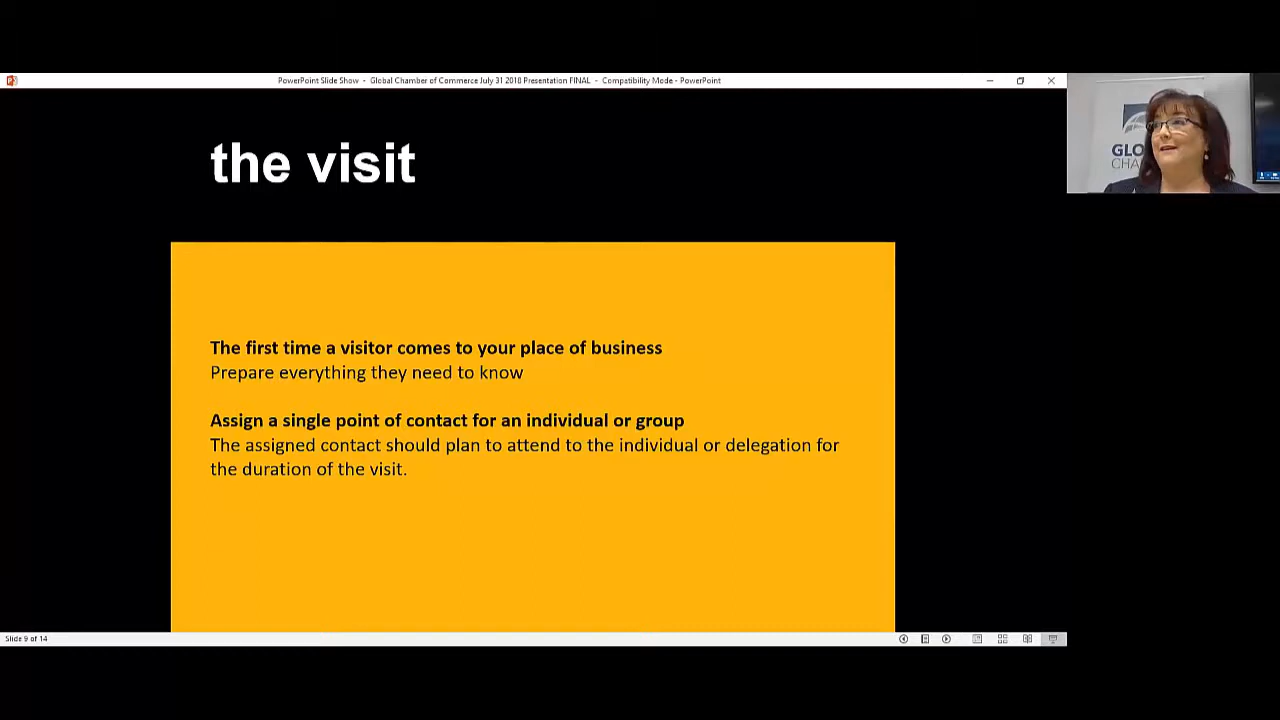 PowerPoint Slide Show - Global Chamber of Commerce July 31 2018 Presentation FINAL - Compatibility Mode - PowerPoint
the visit
GLO
CHA
The first time a visitor comes to your place of business
Prepare everything they need to know
Assign a single point of contact for an individual or group
The assigned contact should plan to attend to the individual or delegation for
the duration of the visit.
Slide 9 of 14